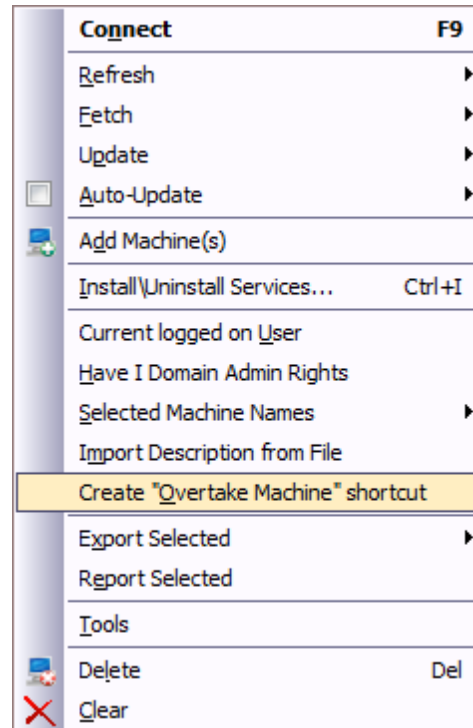 Connect F9
Refresh
Fetch
Update
Auto-Update
Add Machine(s)
Install\Uninstall Services... Ctrl+I
Current logged on User
Have I Domain Admin Rights
Selected Machine Names
Import Description from File
Create "Overtake Machine" shortcut
Export Selected
Report Selected
Tools
Delete Del
Clear